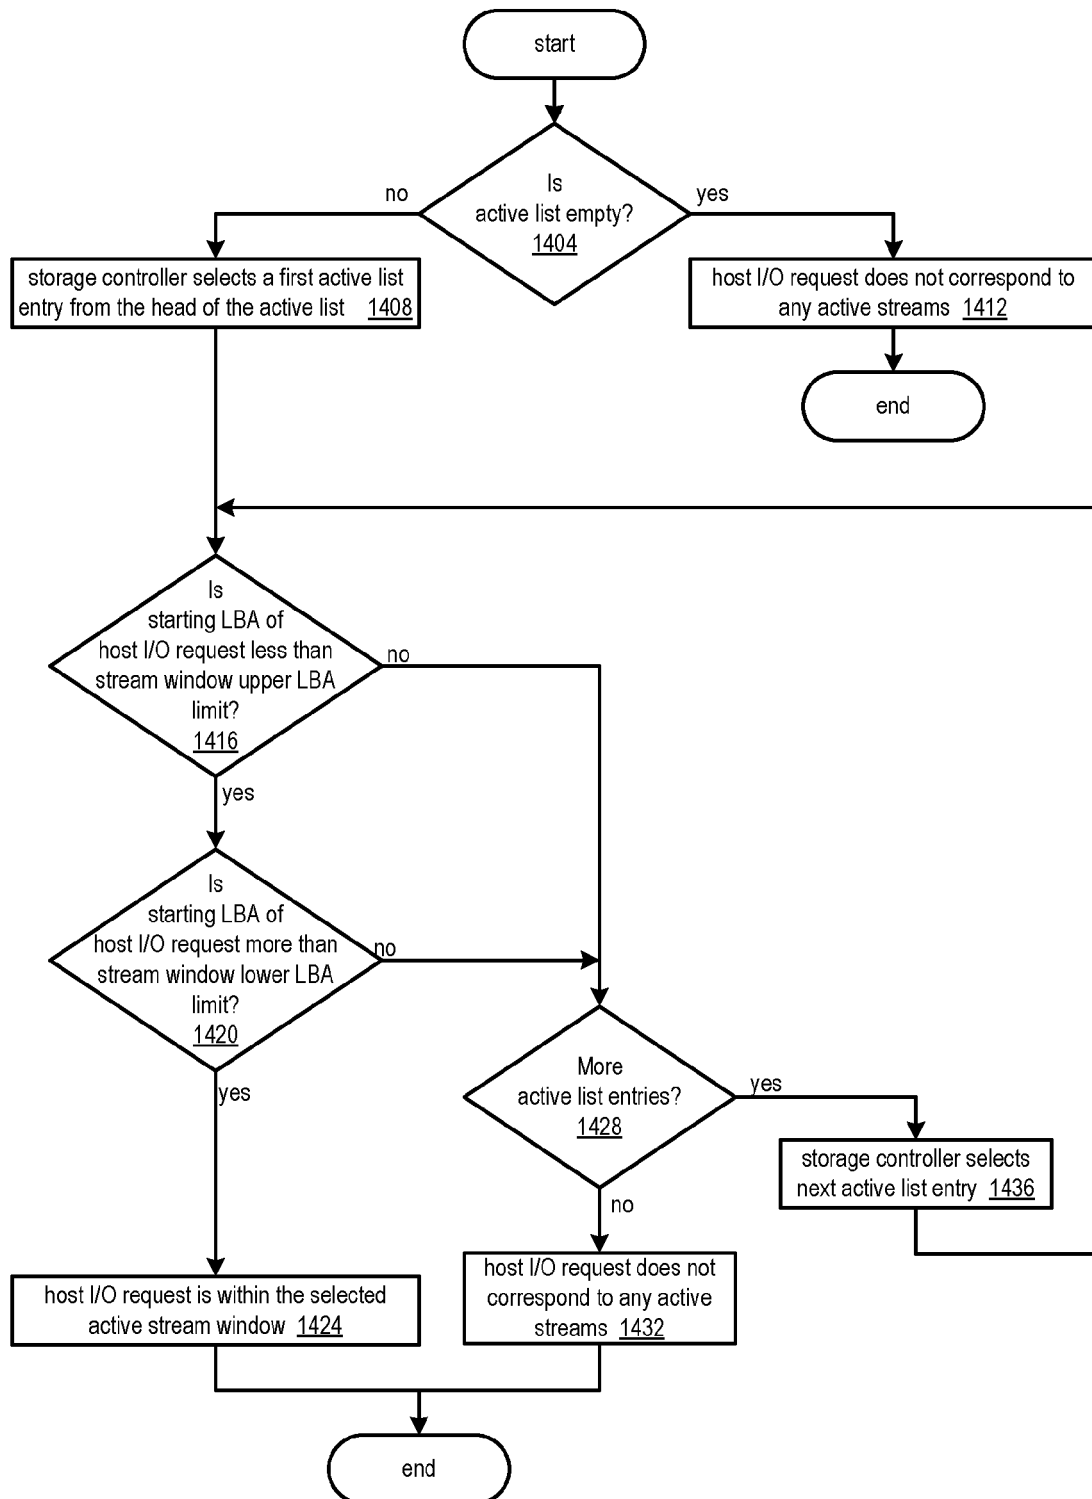 start
Is
active list empty?
1404
no
yes
storage controller selects a first active list
entry from the head of the active list 1408
host I/O request does not correspond to
any active streams 1412
end
Is
starting LBA of
host I/O request less than
stream window upper LBA
limit?
1416
no
yes
Is
starting LBA of
host I/O request more than
stream window lower LBA
limit?
1420
no
yes
More
active list entries?
1428
yes
no
storage controller selects
next active list entry 1436
host I/O request is within the selected
active stream window 1424
host I/O request does not
correspond to any active
streams 1432
end